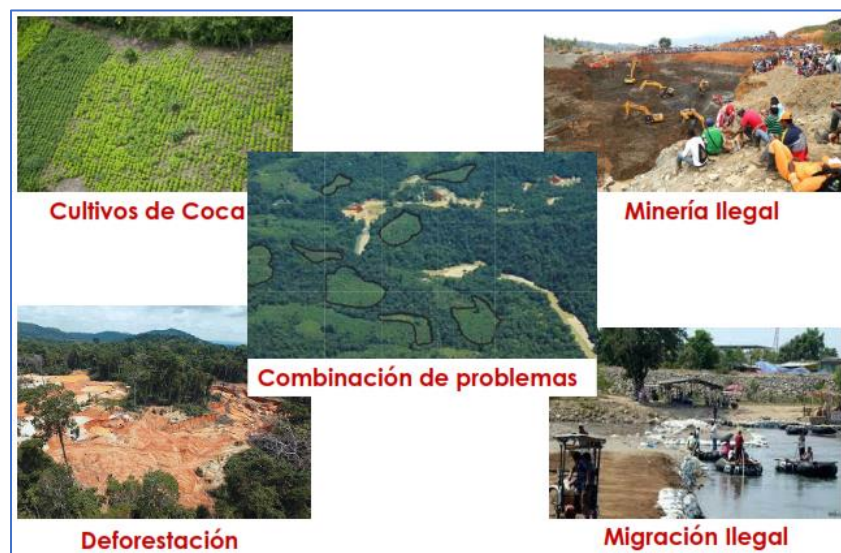 Cultivos de Coca
Minería Ilegal
Combinación de problemas
Deforestación
Migración Ilegal